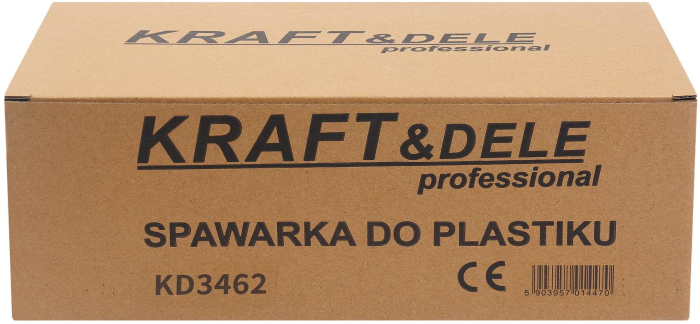 KRAFT&DELE
professional
KRAFT&DELE
professional
SPAWARKA DO PLASTIKU
KD3462
CE
5 903957 014470